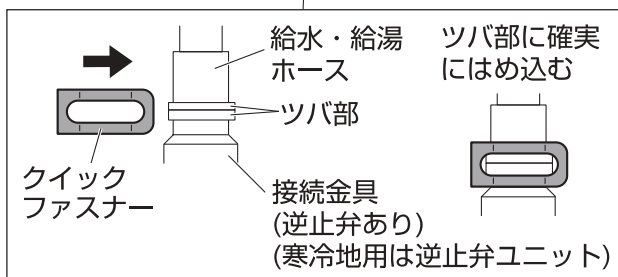 給水・給湯
ホース
ツバ部
クイック
ファスナー
接続金具
(逆止弁あり)
(寒冷地用は逆止弁ユニット)
ツバ部に確実
にはめ込む